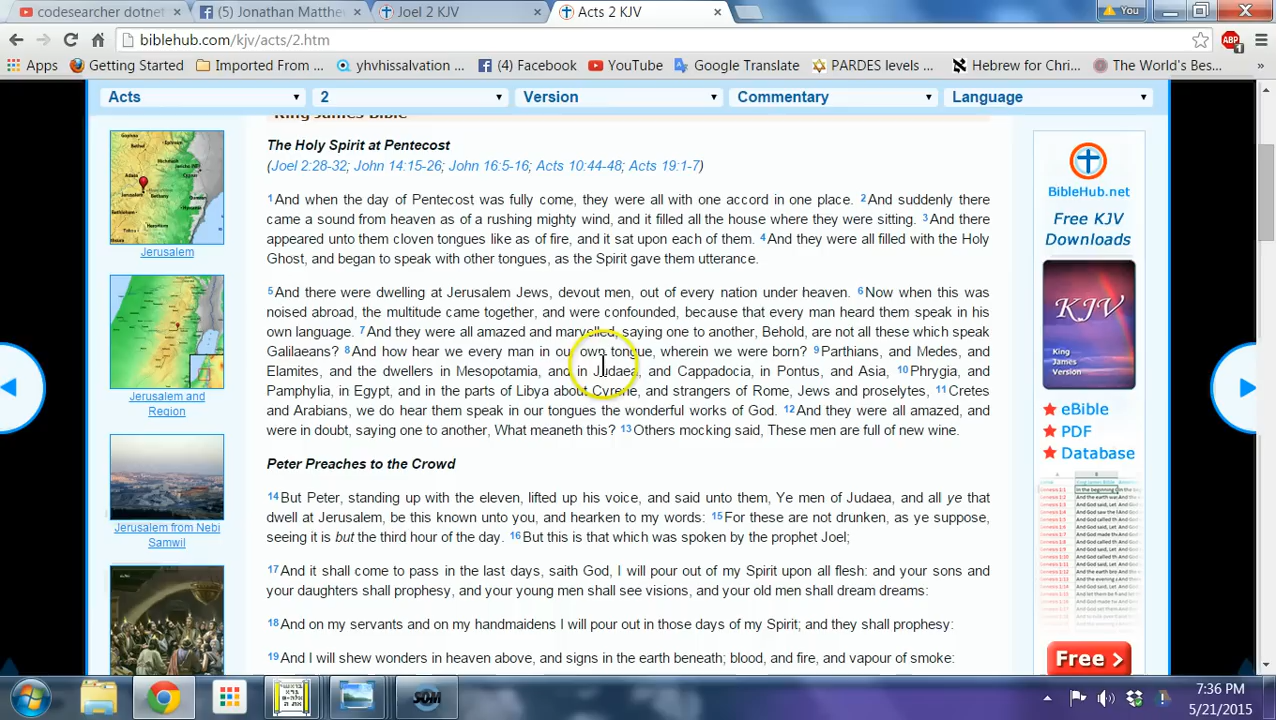 codesearcher dotnet
(5) Jonathan Matthew
Joel 2 KJV
Acts 2 KJV
You
biblehub.com/kjv/acts/2.htm
ABP
1
Apps
Getting Started
Imported From ...
yhvhissalvation...
(4) Facebook
YouTube
Google Translate
PARDES Levels ...
Hebrew for Chri...
The World's Bes...
»
Acts
2
Version
Commentary
Language
King James Bible
The Holy Spirit at Pentecost
(Joel 2:28-32; John 14:15-26; John 16:5-16; Acts 10:44-48; Acts 19:1-7)
1And when the day of Pentecost was fully come, they were all with one accord in one place. 2And suddenly there
came a sound from heaven as of a rushing mighty wind, and it filled all the house where they were sitting. 3And there
appeared unto them cloven tongues like as of fire, and it sat upon each of them. 4And they were all filled with the Holy
Ghost, and began to speak with other tongues, as the Spirit gave them utterance.
5And there were dwelling at Jerusalem Jews, devout men, out of every nation under heaven. 6Now when this was
noised abroad, the multitude came together, and were confounded, because that every man heard them speak in his
own language. 7And they were all amazed and marvelled, saying one to another, Behold, are not all these which speak
Galilaeans? 8And how hear we every man in our own tongue, wherein we were born? 9Parthians, and Medes, and
Elamites, and the dwellers in Mesopotamia, and in Judaea, and Cappadocia, in Pontus, and Asia, 10Phrygia, and
Pamphylia, in Egypt, and in the parts of Libya about Cyrene, and strangers of Rome, Jews and proselytes, 11Cretes
and Arabians, we do hear them speak in our tongues the wonderful works of God. 12And they were all amazed, and
were in doubt, saying one to another, What meaneth this? 13Others mocking said, These men are full of new wine.
Peter Preaches to the Crowd
14But Peter, standing up with the eleven, lifted up his voice, and said unto them, Ye men of Judaea, and all ye that
dwell at Jerusalem, be this known unto you, and hearken to my words: 15For these are not drunken, as ye suppose,
seeing it is but the third hour of the day. 16But this is that which was spoken by the prophet Joel;
17And it shall come to pass in the last days, saith God, I will pour out of my Spirit upon all flesh: and your sons and
your daughters shall prophesy, and your young men shall see visions, and your old men shall dream dreams:
18And on my servants and on my handmaidens I will pour out in those days of my Spirit; and they shall prophesy:
19And I will shew wonders in heaven above, and signs in the earth beneath; blood, and fire, and vapour of smoke:
Jerusalem
Jerusalem and
Region
Jerusalem from Nebi
Samwil
BibleHub.net
Free KJV
Downloads
KJV
King
James
Version
eBible
PDF
Database
Free >
SOM
7:36 PM
5/21/2015